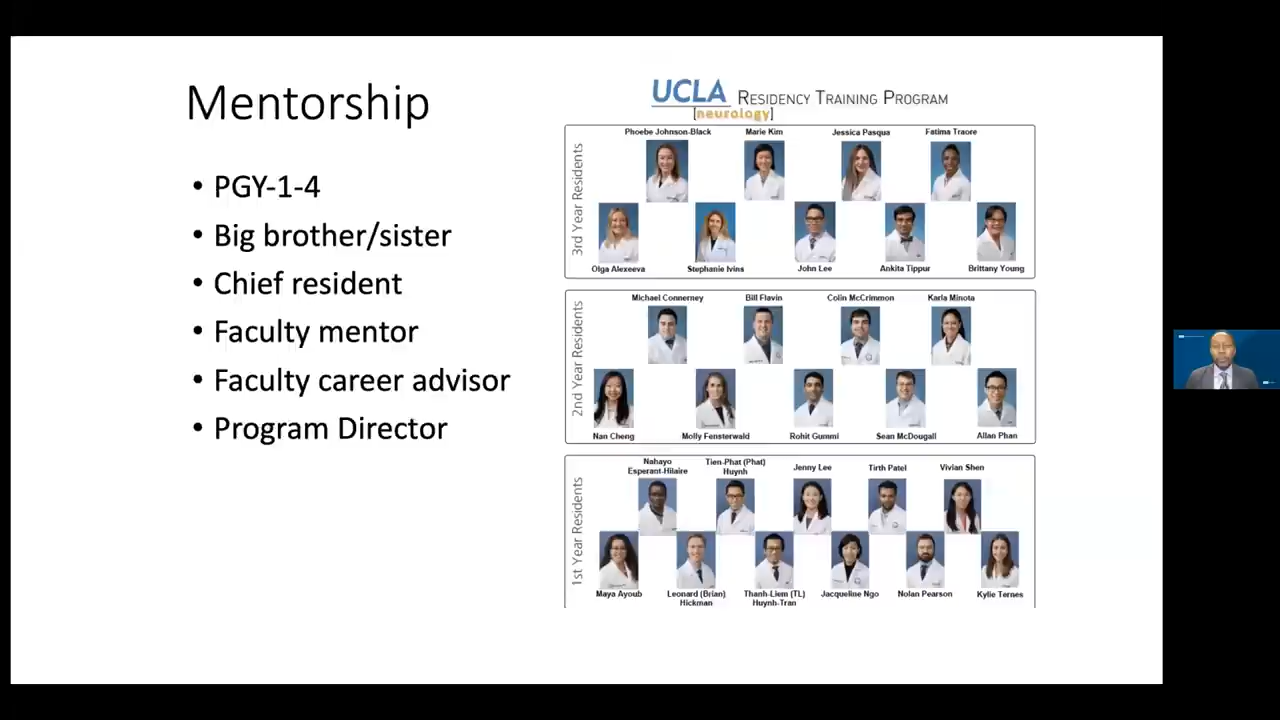 Mentorship
• PGY-1-4
• Big brother/sister
• Chief resident
• Faculty mentor
• Faculty career advisor
• Program Director
UCLA RESIDENCY TRAINING PROGRAM
[neurology]
3rd Year Residents
Phoebe Johnson-Black Marie Kim Jessica Pasqua Fatima Traore
Olga Alexeeva Stephanie Ivins John Lee Ankita Tippur Brittany Young
2nd Year Residents
Michael Connerney Bill Flavin Colin McCrimmon Karla Minota
Nan Cheng Molly Fensterwald Rohit Gummi Sean McDougall Allan Phan
1st Year Residents
Nahayo Esperant-Hilaire Tien-Phat (Phat) Huynh Jenny Lee Tirth Patel Vivian Shen
Maya Ayoub Leonard (Brian) Hickman Thanh-Liem (TL) Huynh-Tran Jacqueline Ngo Nolan Pearson Kylie Ternes